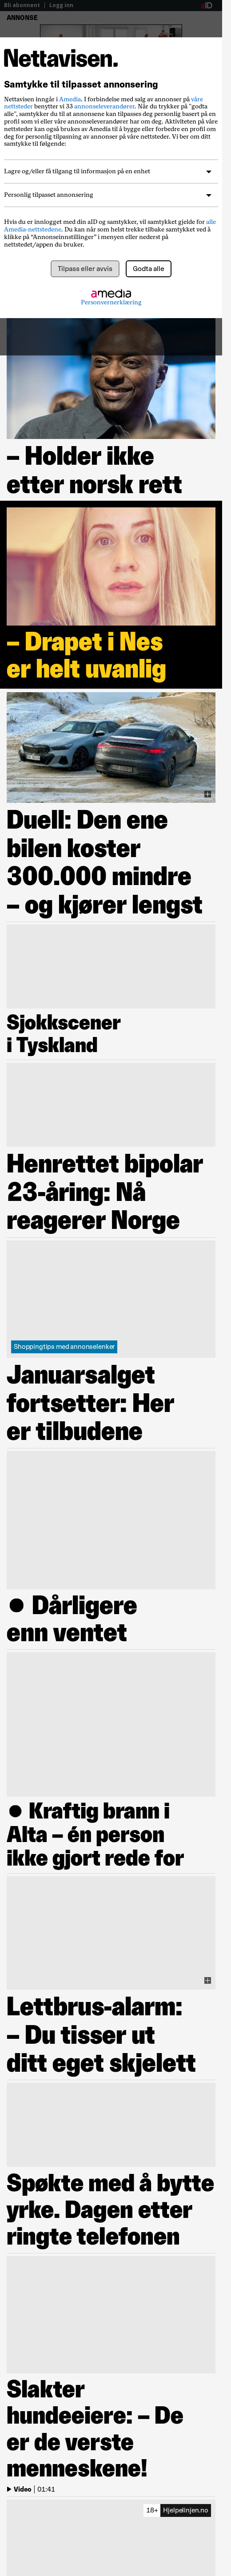 Bli abonnent | Logg inn
aID
ANNONSE
Nettavisen.
Samtykke til tilpasset annonsering
Nettavisen inngår i Amedia. I forbindelse med salg av annonser på våre
nettsteder benytter vi 33 annonseleverandører. Når du trykker på "godta
alle", samtykker du til at annonsene kan tilpasses deg personlig basert på en
profil som vi eller våre annonseleverandører har om deg. Aktiviteten på våre
nettsteder kan også brukes av Amedia til å bygge eller forbedre en profil om
deg for personlig tilpasning av annonser på våre nettsteder. Vi ber om ditt
samtykke til følgende:
Lagre og/eller få tilgang til informasjon på en enhet
Personlig tilpasset annonsering
Hvis du er innlogget med din aID og samtykker, vil samtykket gjelde for alle
Amedia-nettstedene. Du kan når som helst trekke tilbake samtykket ved å
klikke på “Annonseinnstillinger” i menyen eller nederst på
nettstedet/appen du bruker.
Tilpass eller avvis
Godta alle
amedia
Personvernerklæring
– Holder ikke
etter norsk rett
– Drapet i Nes
er helt uvanlig
Duell: Den ene
bilen koster
300.000 mindre
– og kjører lengst
Sjokkscener
i Tyskland
Henrettet bipolar
23-åring: Nå
reagerer Norge
Shoppingtips med annonselenker
Januarsalget
fortsetter: Her
er tilbudene
● Dårligere
enn ventet
● Kraftig brann i
Alta – én person
ikke gjort rede for
Lettbrus-alarm:
– Du tisser ut
ditt eget skjelett
Spøkte med å bytte
yrke. Dagen etter
ringte telefonen
Slakter
hundeeiere: – De
er de verste
menneskene!
Video | 01:41
18+ Hjelpelinjen.no